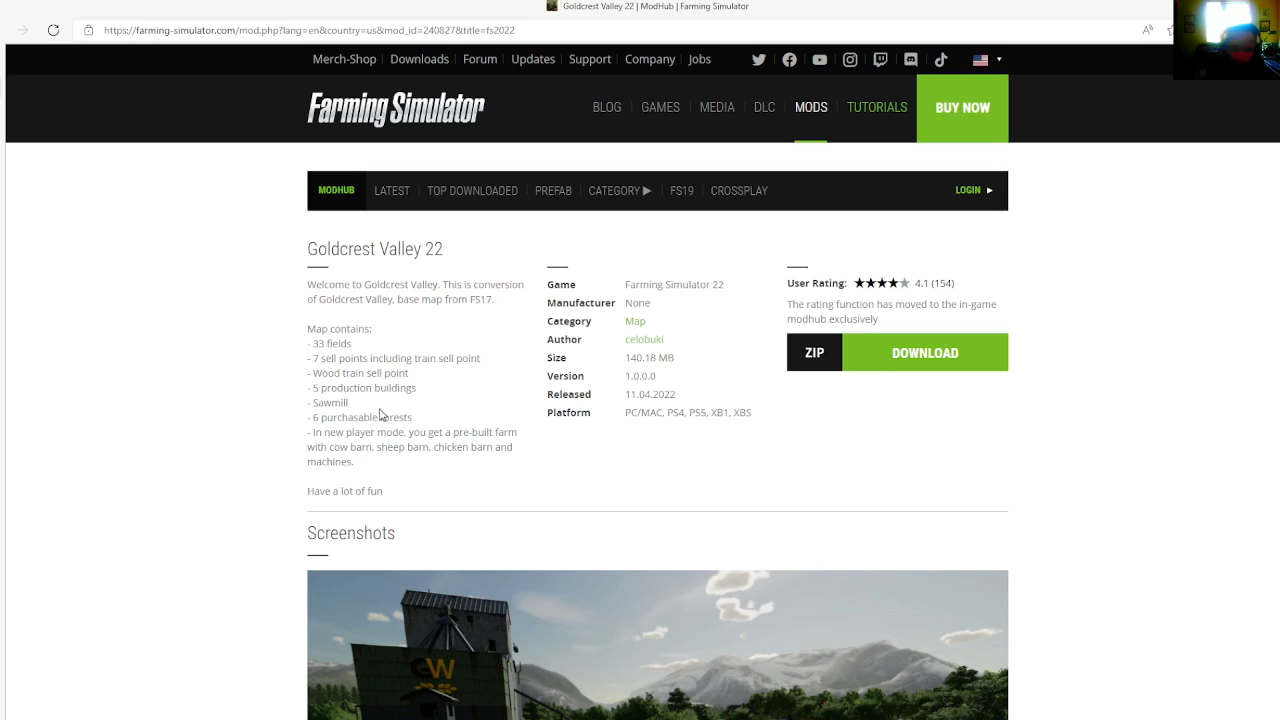 Goldcrest Valley 22 | ModHub | Farming Simulator
https://farming-simulator.com/mod.php?lang=en&country=us&mod_id=240827&title=fs2022
Merch-Shop Downloads Forum Updates Support Company Jobs
Farming Simulator BLOG GAMES MEDIA DLC MODS TUTORIALS BUY NOW
MODHUB LATEST TOP DOWNLOADED PREFAB CATEGORY ▶ FS19 CROSSPLAY LOGIN ▶
Goldcrest Valley 22
Welcome to Goldcrest Valley. This is conversion
of Goldcrest Valley, base map from FS17.
Map contains:
- 33 fields
- 7 sell points including train sell point
- Wood train sell point
- 5 production buildings
- Sawmill
- 6 purchasable
- In new player mode, you get a pre-built farm
with cow barn, sheep barn, chicken barn and
machines.
Have a lot of fun
Game Farming Simulator 22
Manufacturer None
Category Map
Author celobuki
Size 140.18 MB
Version 1.0.0.0
Released 11.04.2022
Platform PC/MAC, PS4, PS5, XB1, XBS
User Rating: 4.1 (154)
The rating function has moved to the in-game
modhub exclusively
ZIP DOWNLOAD
Screenshots
GW